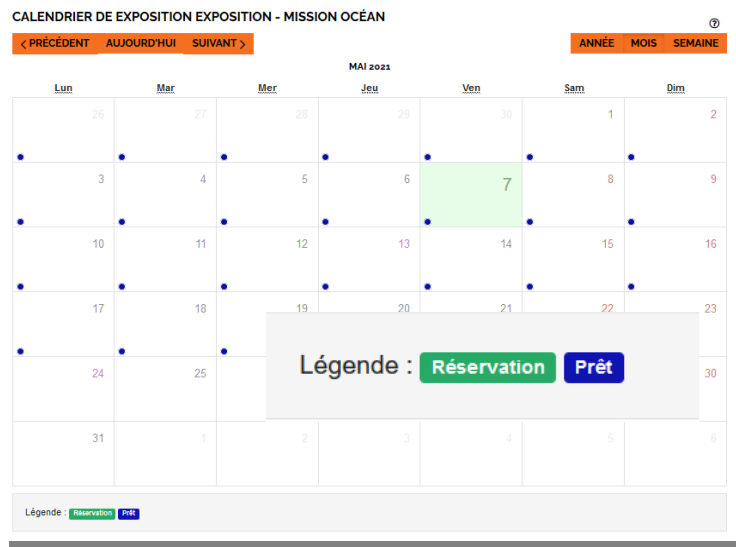 CALENDRIER DE EXPOSITION EXPOSITION - MISSION OCÉAN
< PRÉCÉDENT AUJOURD'HUI SUIVANT > ANNÉE MOIS SEMAINE
MAI 2021
Lun Mar Mer Jeu Ven Sam Dim
26 27 28 29 30 1 2
3 4 5 6 7 8 9
10 11 12 13 14 15 16
17 18 19 20 21 22 23
24 25 30
Légende : Réservation Prêt
31 1 2 3 4 5 6
Légende : Réservation Prêt